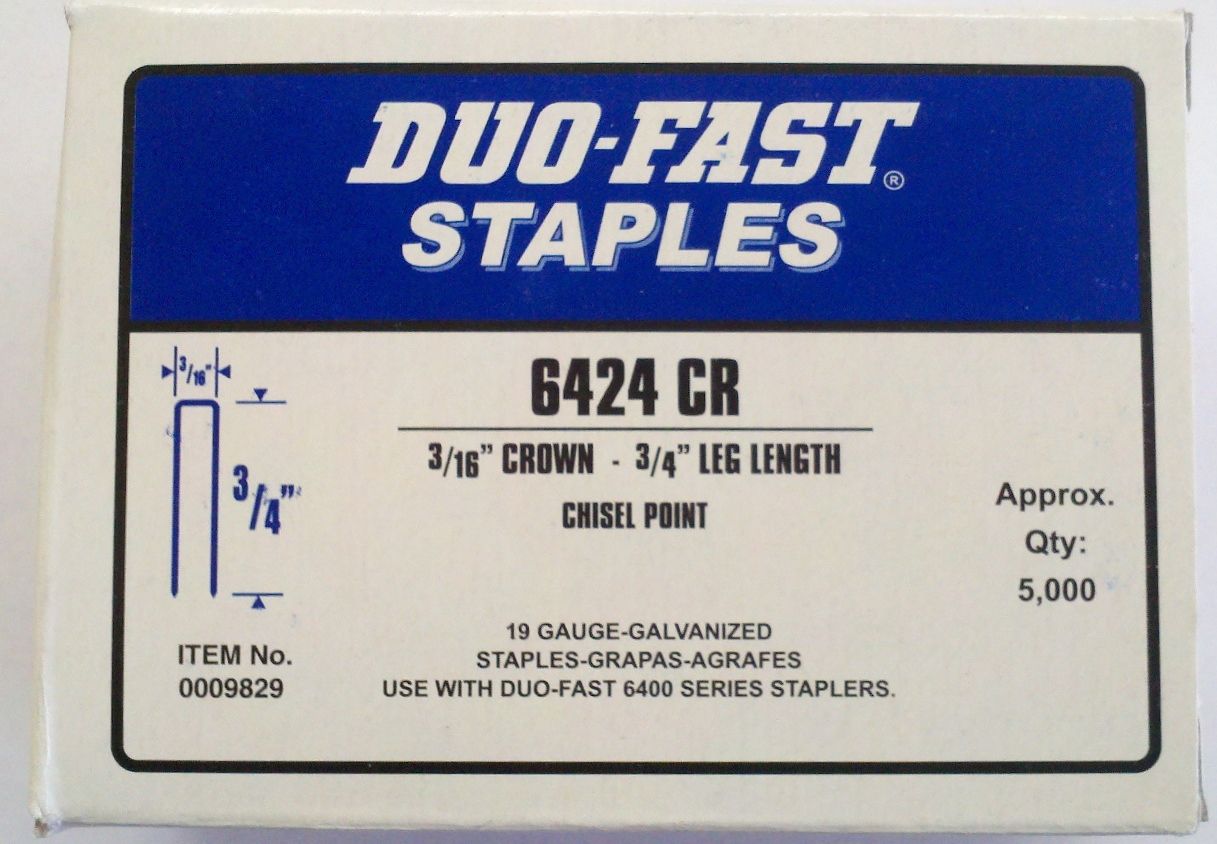 DUO-FAST®
STAPLES
3/16"
3/4"
6424 CR
3/16" CROWN - 3/4" LEG LENGTH
CHISEL POINT
Approx.
Qty:
5,000
ITEM No.
0009829
19 GAUGE-GALVANIZED
STAPLES-GRAPAS-AGRAFES
USE WITH DUO-FAST 6400 SERIES STAPLERS.